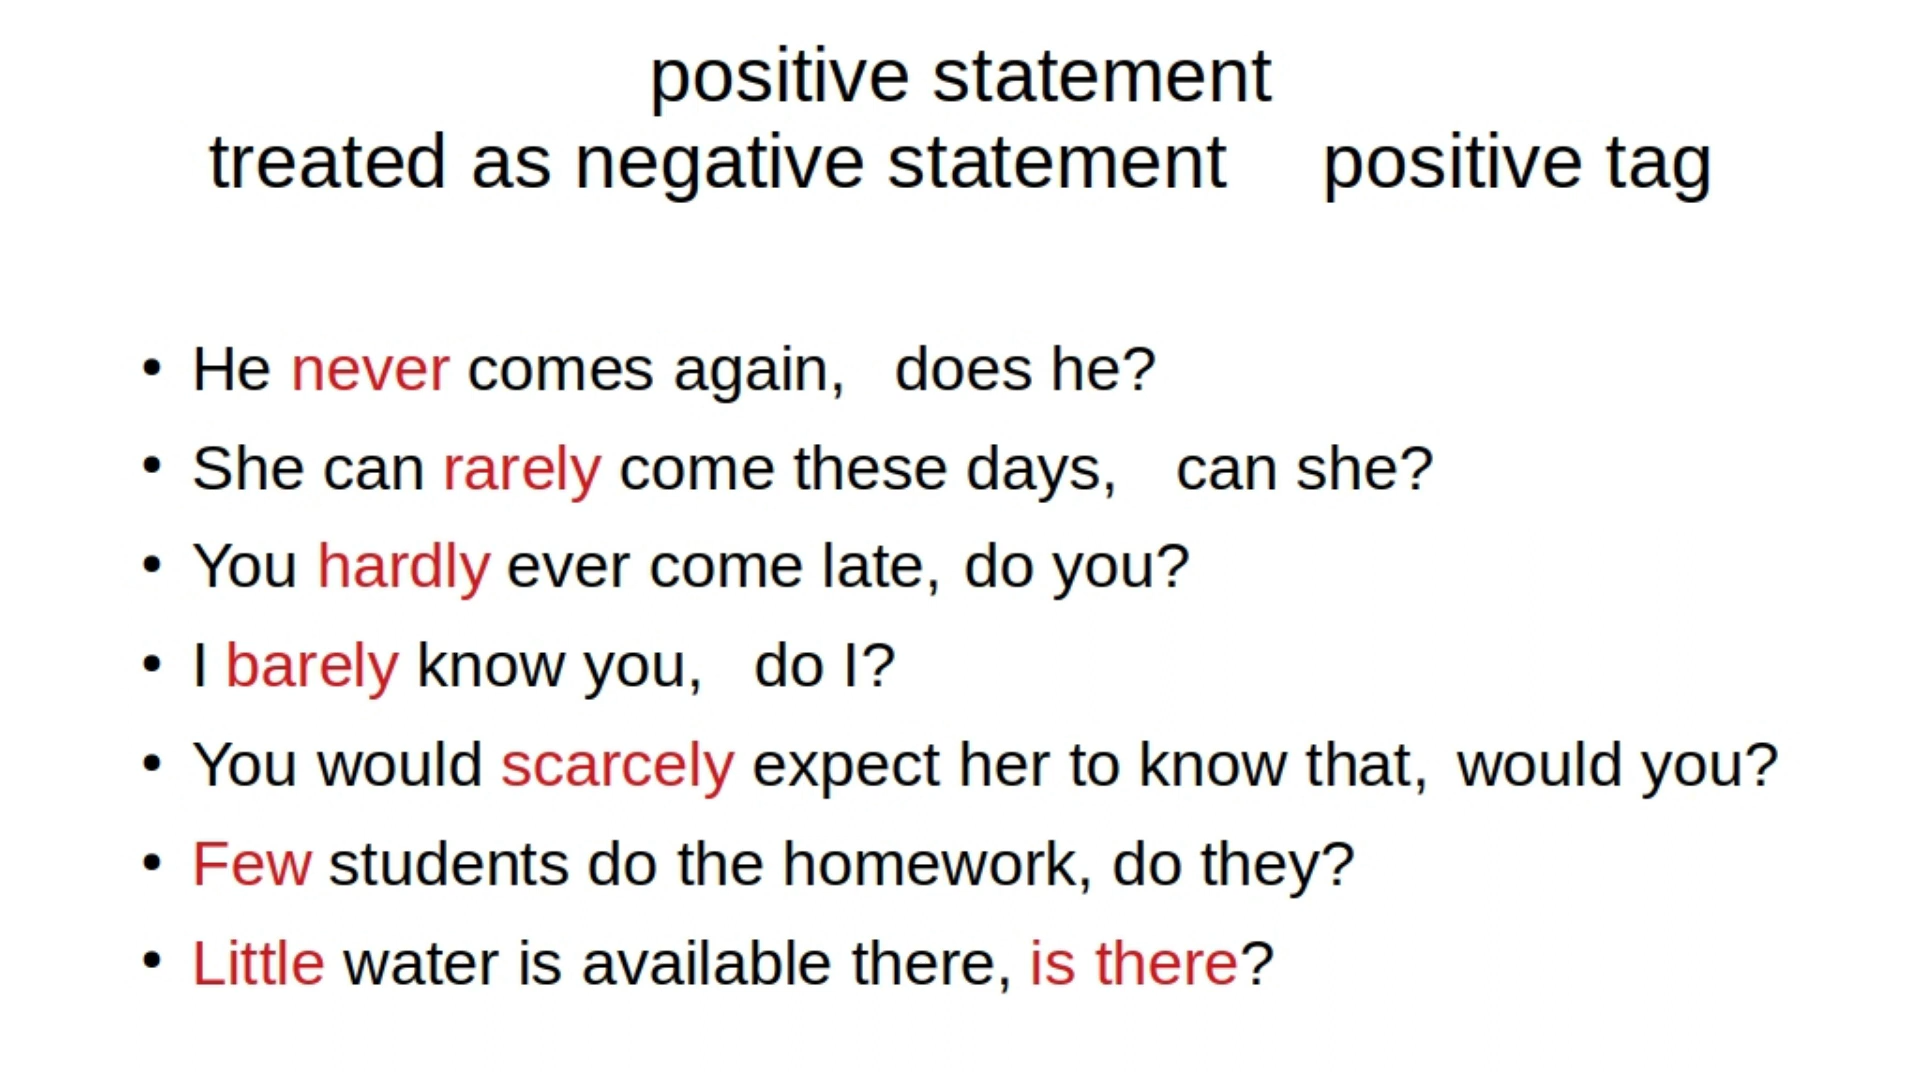 positive statement
treated as negative statement positive tag
• He never comes again, does he?
• She can rarely come these days, can she?
• You hardly ever come late, do you?
• I barely know you, do I?
• You would scarcely expect her to know that, would you?
• Few students do the homework, do they?
• Little water is available there, is there?